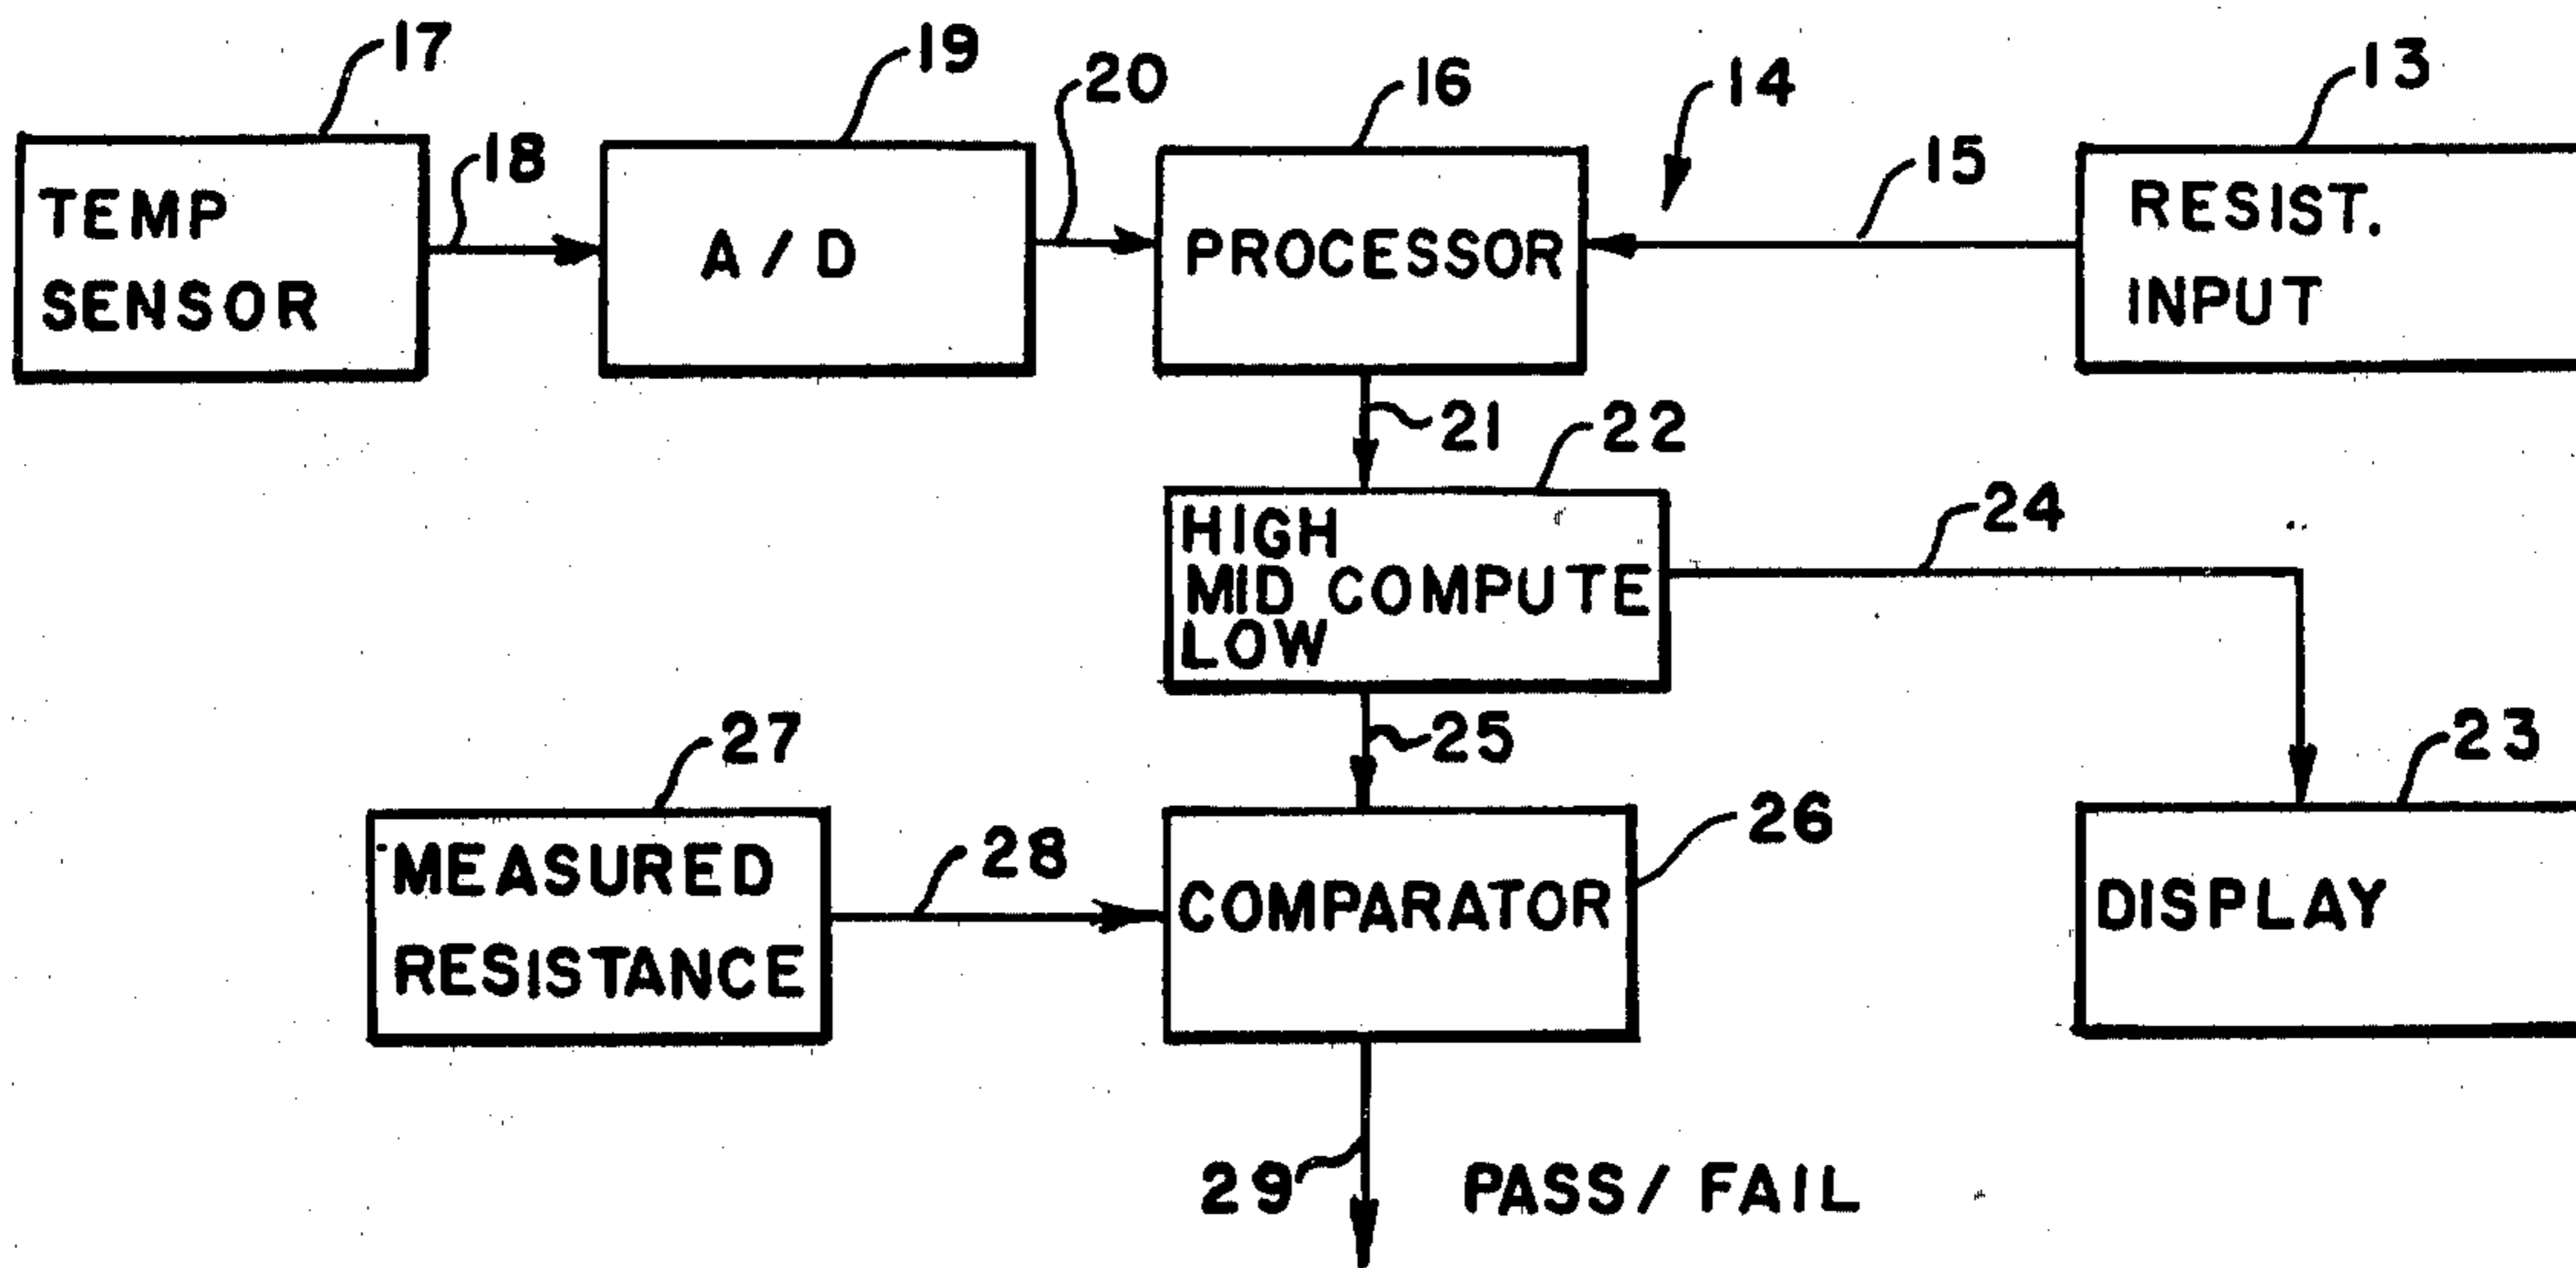 17
19
20
16
14
13
18
15
TEMP
SENSOR
A / D
PROCESSOR
RESIST.
INPUT
21
22
24
HIGH
MID COMPUTE
LOW
27
25
23
28
26
MEASURED
RESISTANCE
COMPARATOR
DISPLAY
29
PASS / FAIL